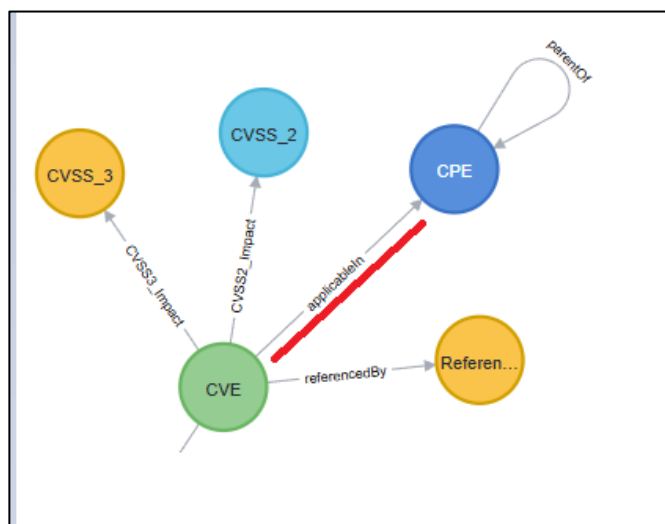 parentOf
CVSS_2
CVSS_3
CPE
CVSS3_Impact
CVSS2_Impact
applicableIn
Referen...
referencedBy
CVE